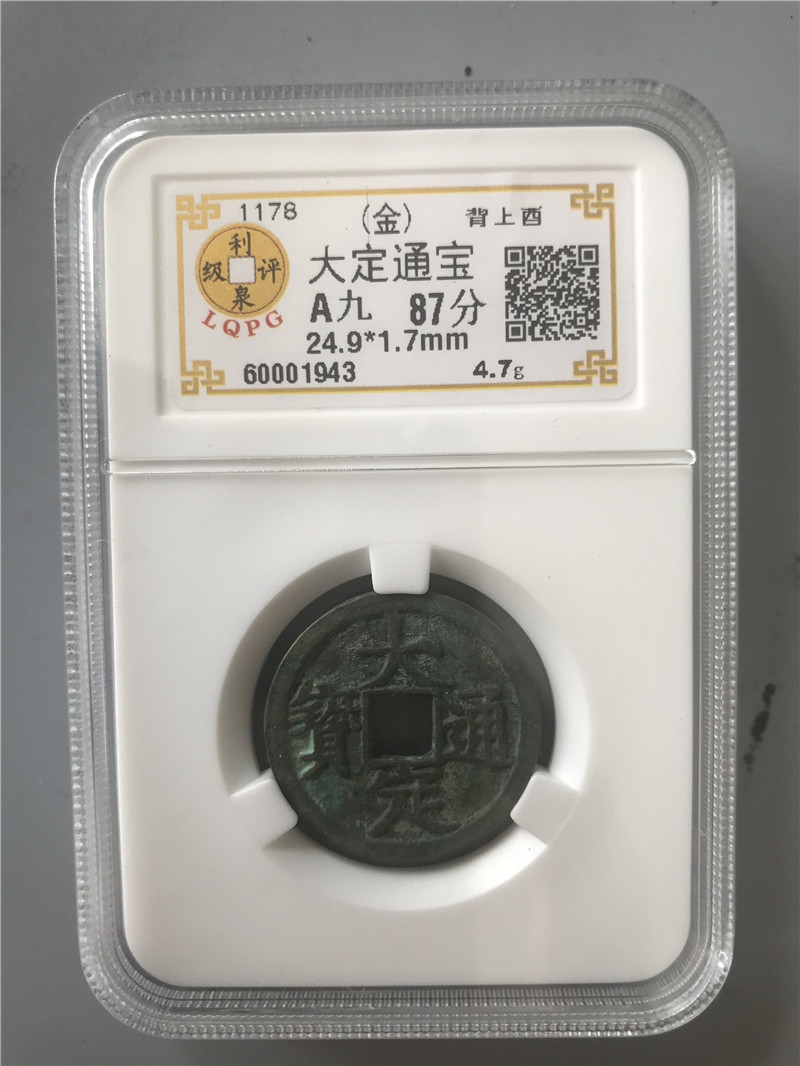 1178 (金) 背上酉
利
级 评
泉
LQPG
大定通宝
A九 87分
24.9*1.7mm
60001943 4.7g
大
寶 通
定